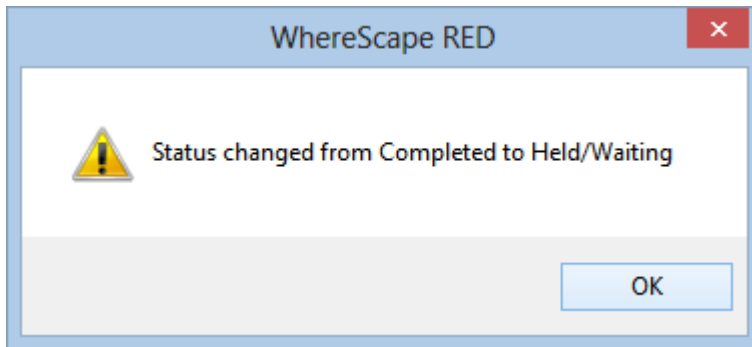 WhereScape RED
Status changed from Completed to Held/Waiting
OK